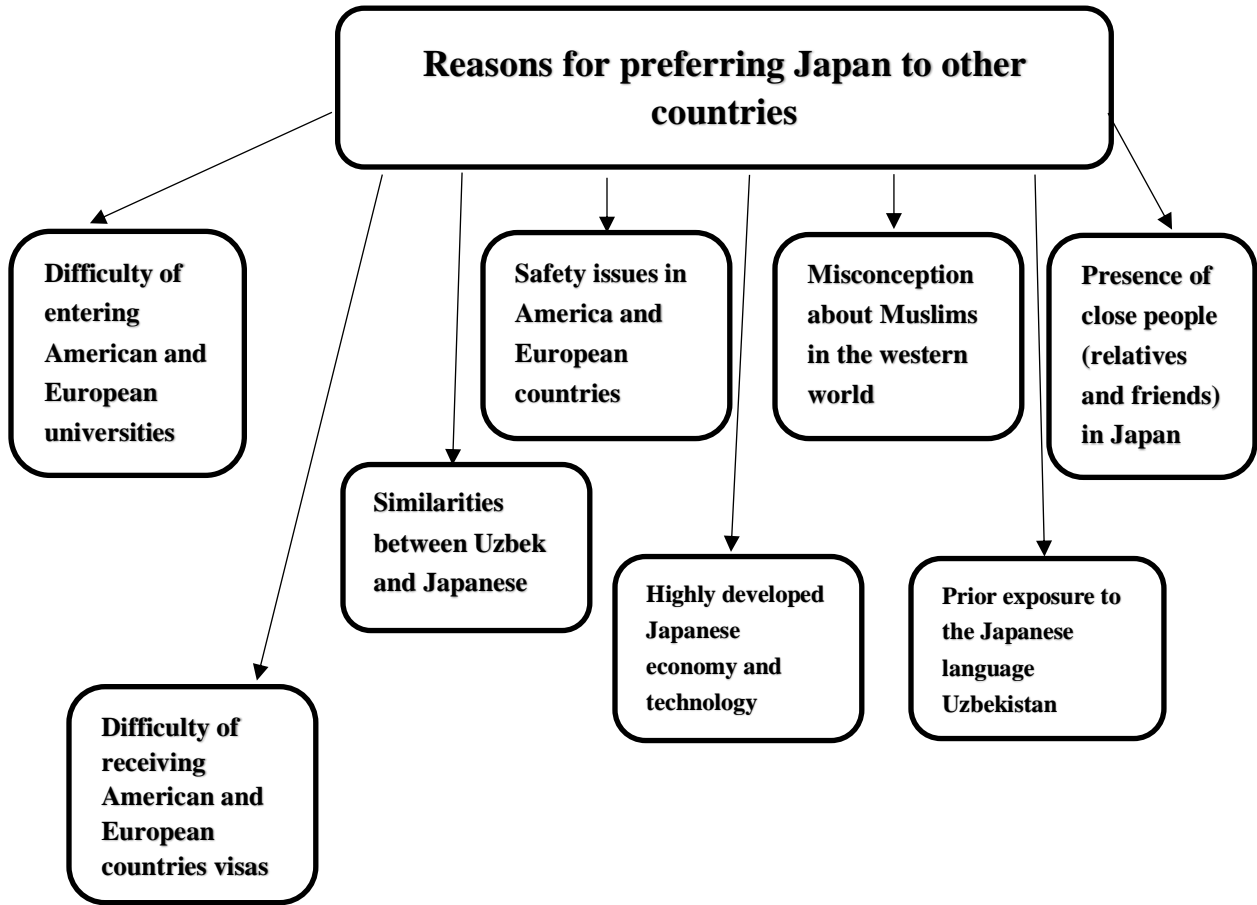 Reasons for preferring Japan to other
countries
Difficulty of
entering
American and
European
universities
Safety issues in
America and
European
countries
Misconception
about Muslims
in the western
world
Presence of
close people
(relatives
and friends)
in Japan
Similarities
between Uzbek
and Japanese
Highly developed
Japanese
economy and
technology
Prior exposure to
the Japanese
language
Uzbekistan
Difficulty of
receiving
American and
European
countries visas